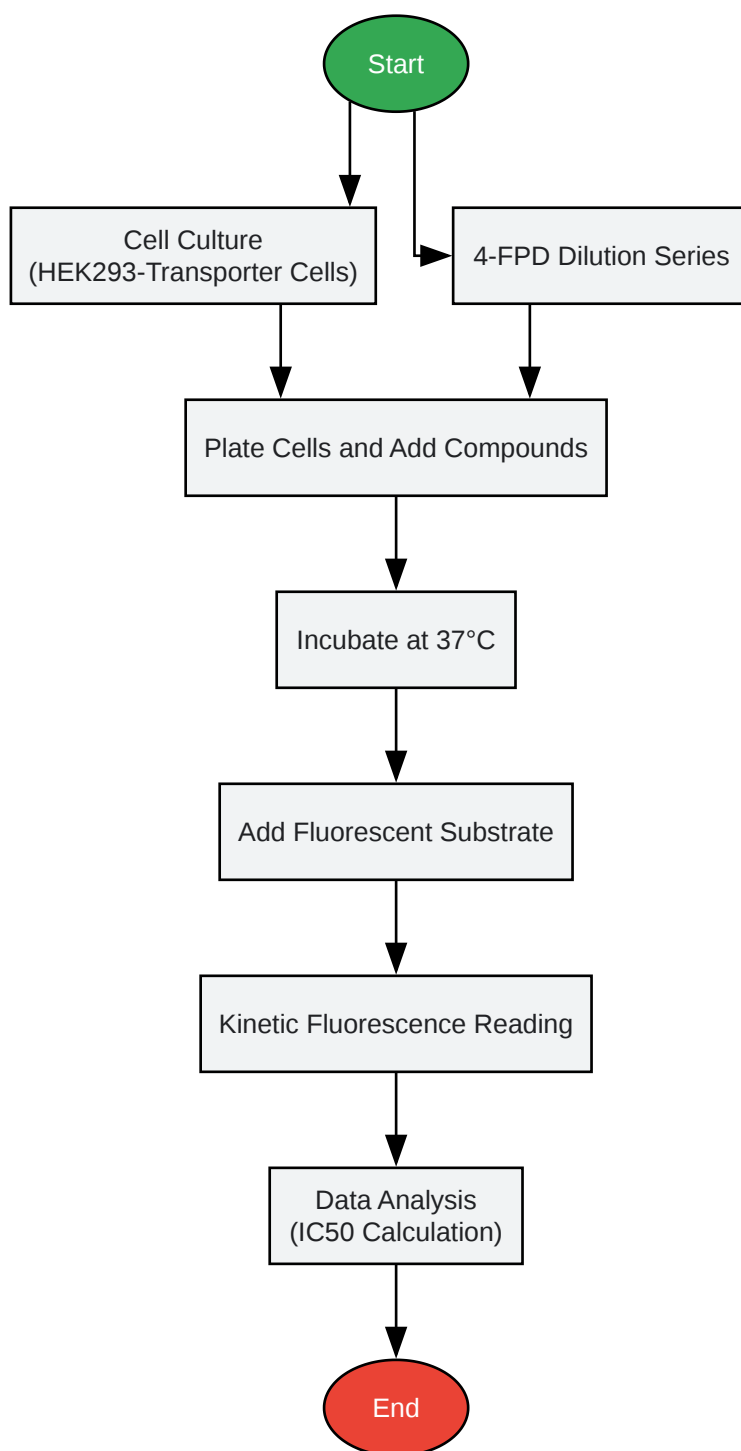 Start
Cell Culture
(HEK293-Transporter Cells)
4-FPD Dilution Series
Plate Cells and Add Compounds
Incubate at 37°C
Add Fluorescent Substrate
Kinetic Fluorescence Reading
Data Analysis
(IC50 Calculation)
End